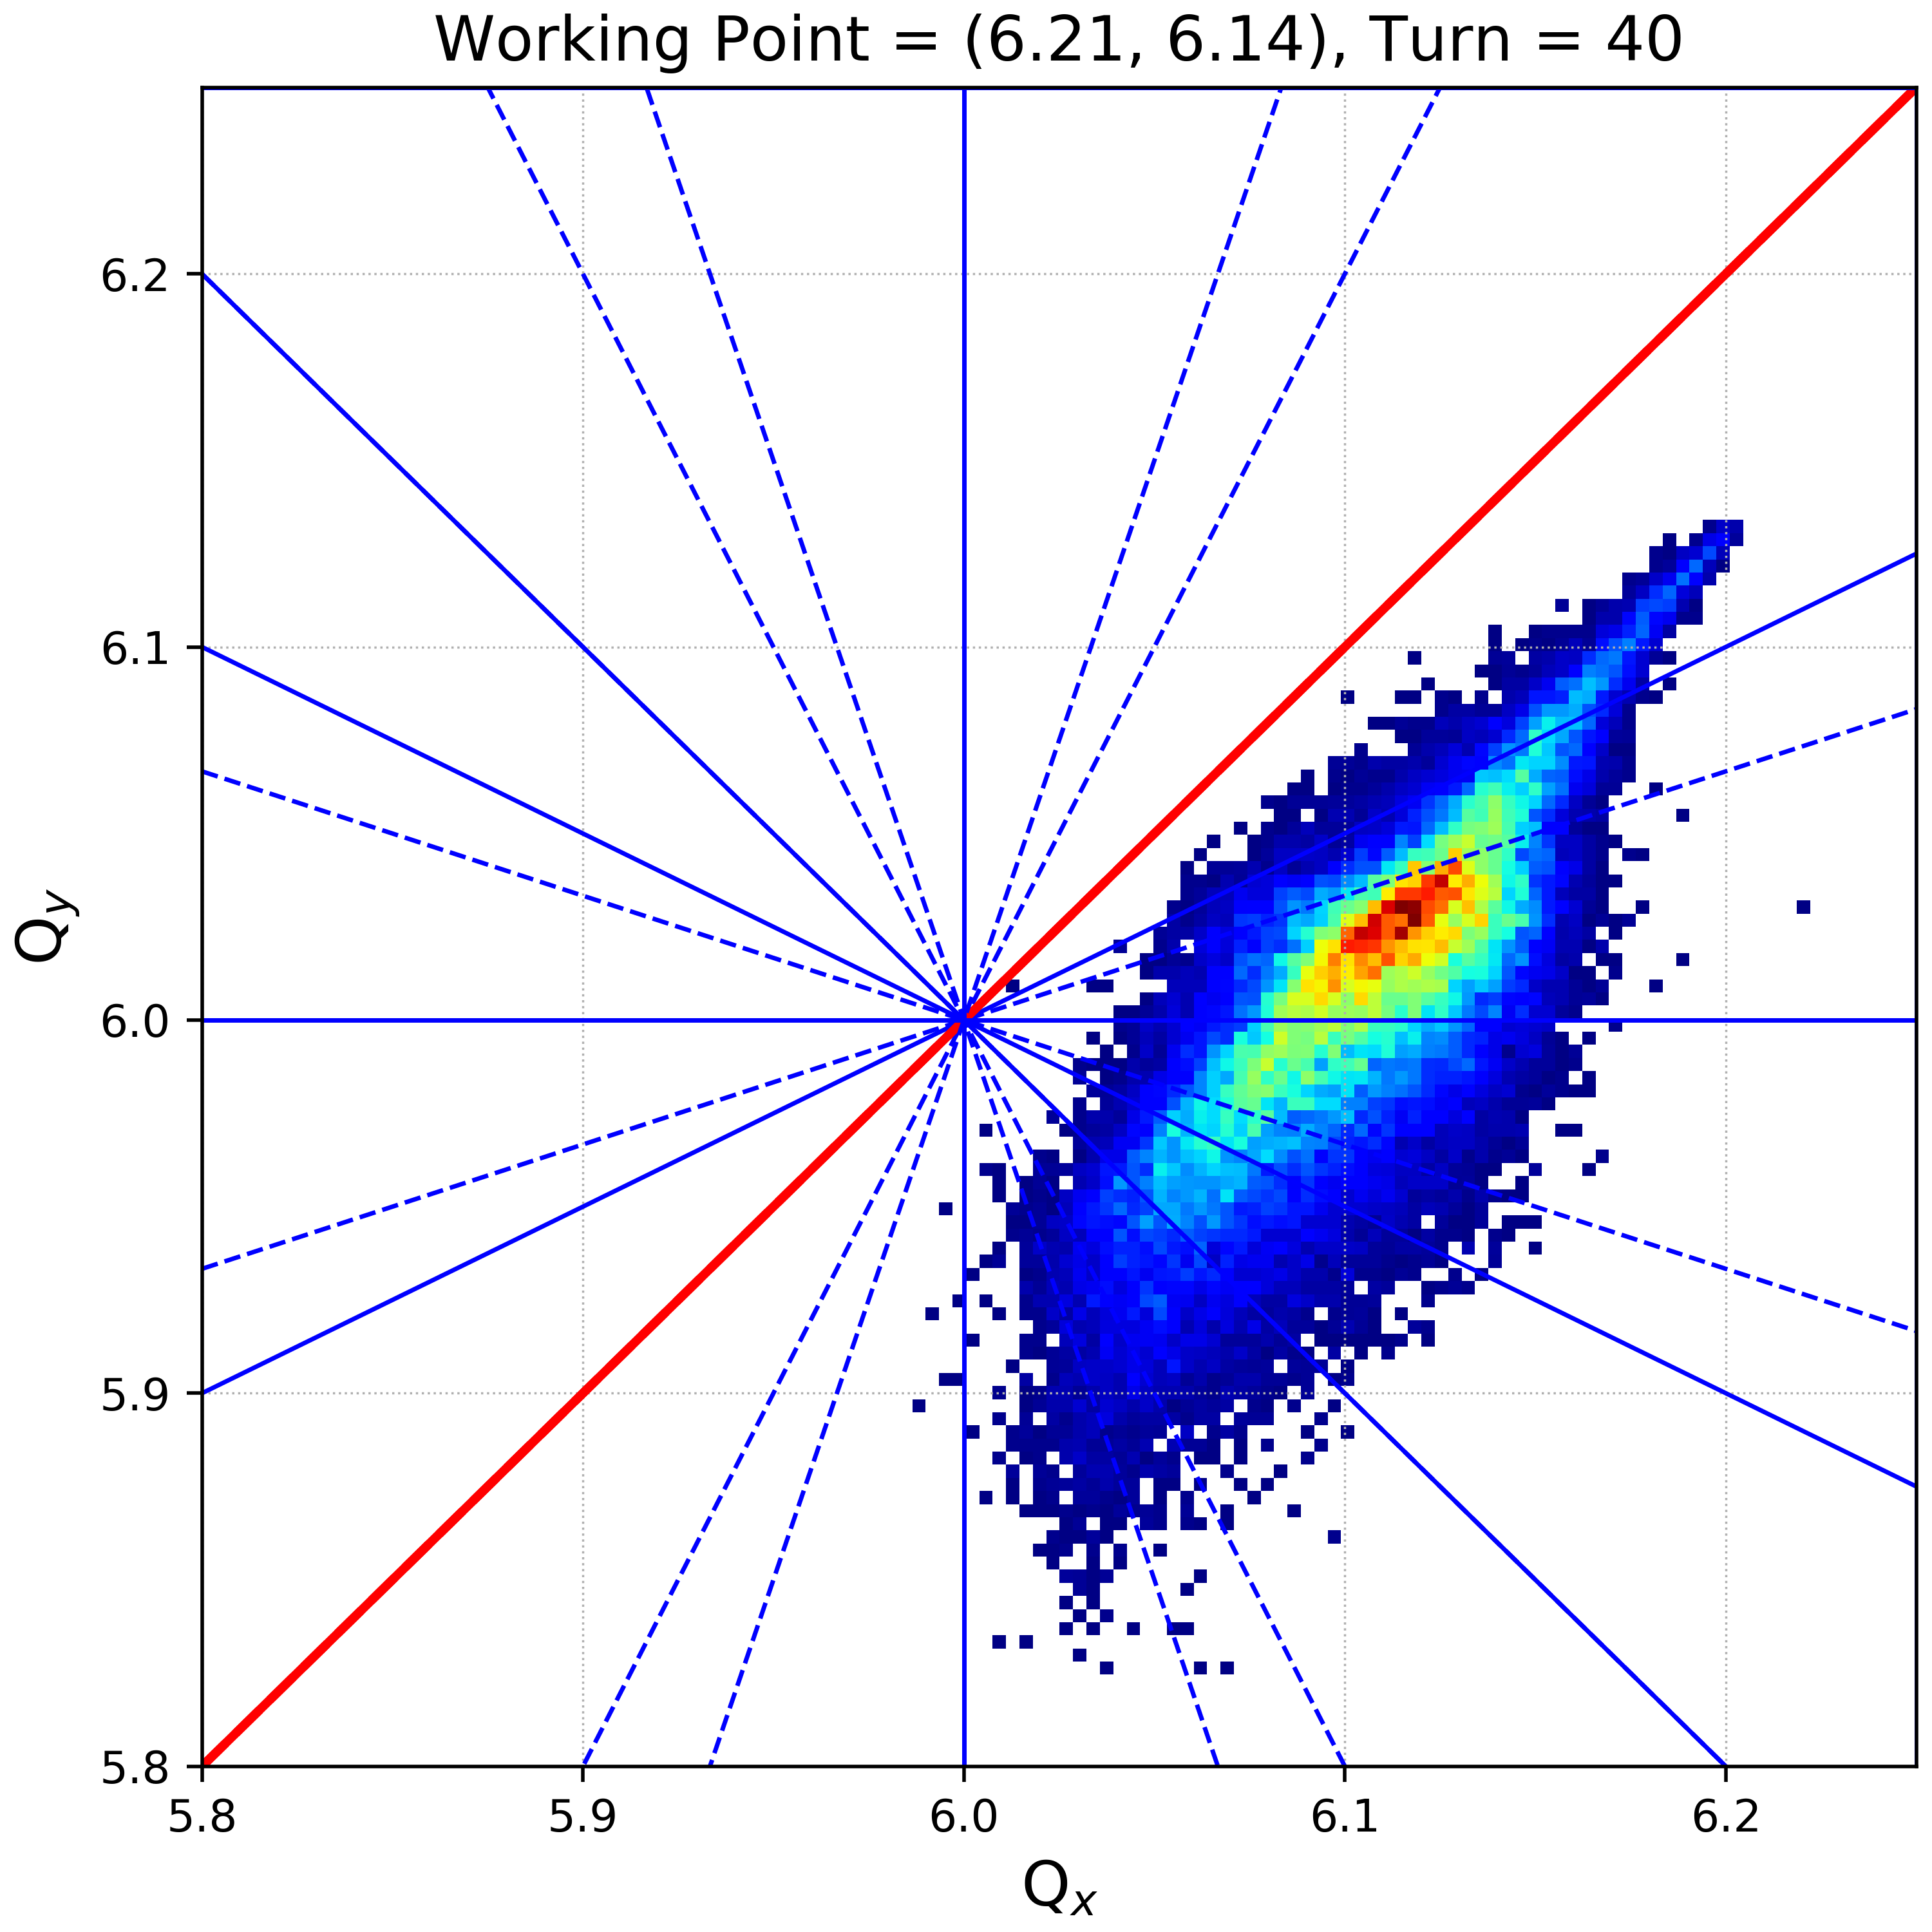 Working Point = (6.21, 6.14), Turn = 40
6.2
6.1
6.0
5.9
5.8
Qy
5.8 5.9 6.0 6.1 6.2
Qx